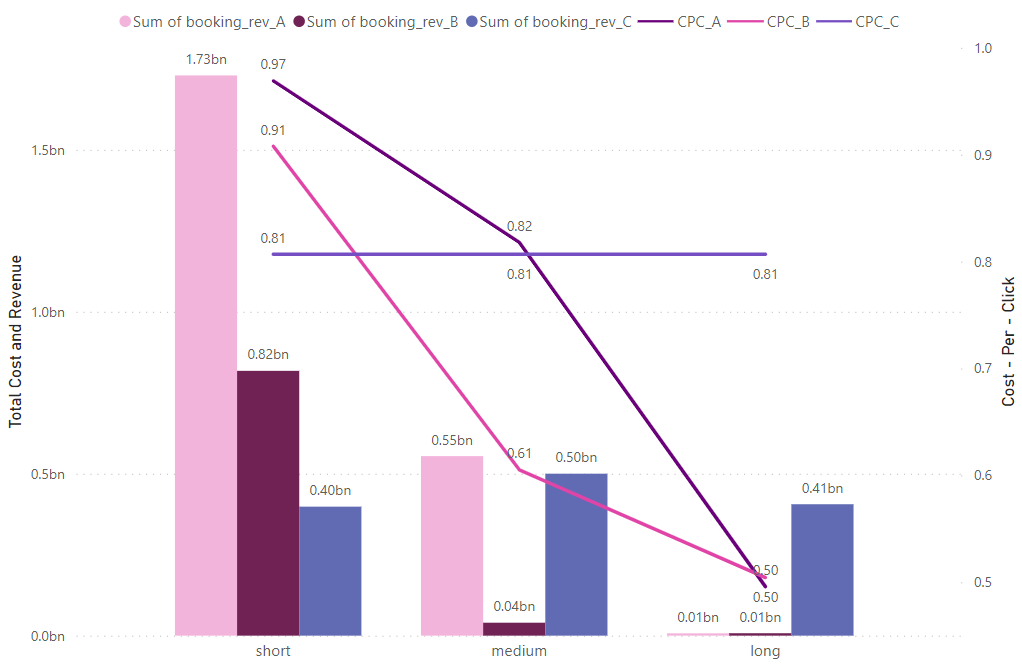 Sum of booking_rev_A Sum of booking_rev_B Sum of booking_rev_C CPC_A CPC_B CPC_C
Total Cost and Revenue
1.5bn
1.0bn
0.5bn
0.0bn
1.73bn
0.82bn
0.40bn
0.55bn
0.04bn
0.50bn
0.01bn
0.01bn
0.41bn
0.97
0.91
0.81
0.82
0.81
0.61
0.81
0.50
0.50
short medium long
1.0
0.9
0.8
0.7
0.6
0.5
Cost - Per - Click